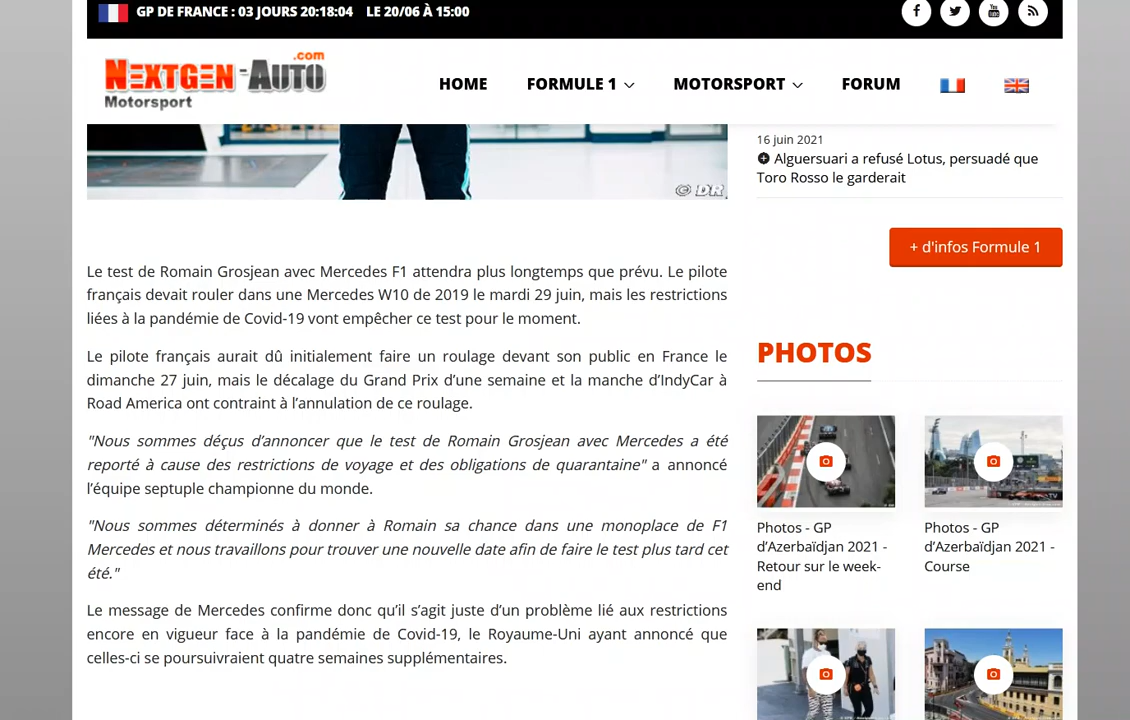 GP DE FRANCE : 03 JOURS 20:18:04 LE 20/06 À 15:00
NEXTGEN-AUTO.com
Motorsport
HOME
FORMULE 1
MOTORSPORT
FORUM
© DR
Le test de Romain Grosjean avec Mercedes F1 attendra plus longtemps que prévu. Le pilote
français devait rouler dans une Mercedes W10 de 2019 le mardi 29 juin, mais les restrictions
liées à la pandémie de Covid-19 vont empêcher ce test pour le moment.
Le pilote français aurait dû initialement faire un roulage devant son public en France le
dimanche 27 juin, mais le décalage du Grand Prix d’une semaine et la manche d’IndyCar à
Road America ont contraint à l’annulation de ce roulage.
"Nous sommes déçus d’annoncer que le test de Romain Grosjean avec Mercedes a été
reporté à cause des restrictions de voyage et des obligations de quarantaine" a annoncé
l’équipe septuple championne du monde.
"Nous sommes déterminés à donner à Romain sa chance dans une monoplace de F1
Mercedes et nous travaillons pour trouver une nouvelle date afin de faire le test plus tard cet
été."
Le message de Mercedes confirme donc qu’il s’agit juste d’un problème lié aux restrictions
encore en vigueur face à la pandémie de Covid-19, le Royaume-Uni ayant annoncé que
celles-ci se poursuivraient quatre semaines supplémentaires.
16 juin 2021
Alguersuari a refusé Lotus, persuadé que
Toro Rosso le garderait
+ d'infos Formule 1
PHOTOS
Photos - GP
d’Azerbaïdjan 2021 -
Retour sur le week-
end
Photos - GP
d’Azerbaïdjan 2021 -
Course